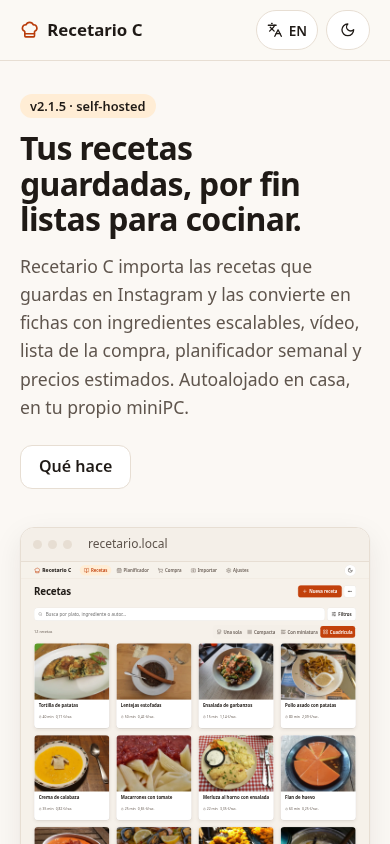 Recetario C
EN
v2.1.5 · self-hosted
Tus recetas
guardadas, por fin
listas para cocinar.
Recetario C importa las recetas que
guardas en Instagram y las convierte en
fichas con ingredientes escalables, vídeo,
lista de la compra, planificador semanal y
precios estimados. Autoalojado en casa,
en tu propio miniPC.
Qué hace
recetario.local
Recetario C Recetas Planificador Compra Importar Ajustes
Recetas
Nueva receta
Busca por plato, ingrediente o autor...
Filtros
12 recetas
Una sola Compacta Con miniatura Cuadrícula
Tortilla de patatas
Lentejas estofadas
Ensalada de garbanzos
Pollo asado con patatas
Crema de calabaza
Macarrones con tomate
Merluza al horno con ensalada
Flan de huevo